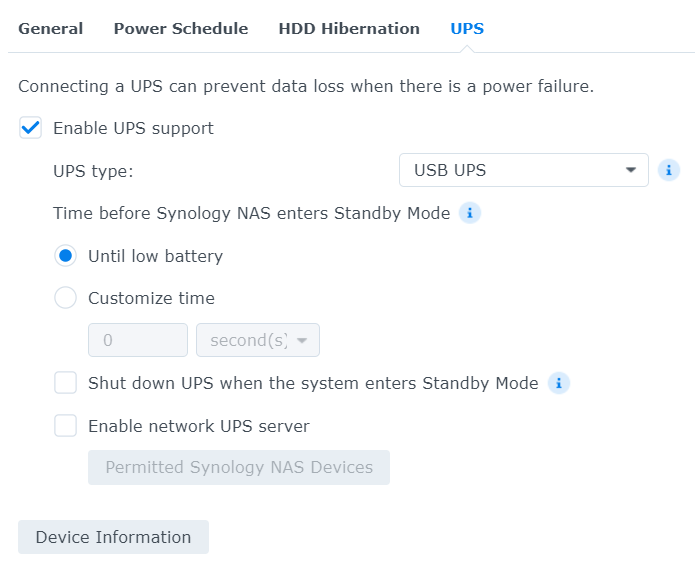 General Power Schedule HDD Hibernation UPS
Connecting a UPS can prevent data loss when there is a power failure.
Enable UPS support
UPS type: USB UPS i
Time before Synology NAS enters Standby Mode i
Until low battery
Customize time
0 second(s)
Shut down UPS when the system enters Standby Mode i
Enable network UPS server
Permitted Synology NAS Devices
Device Information